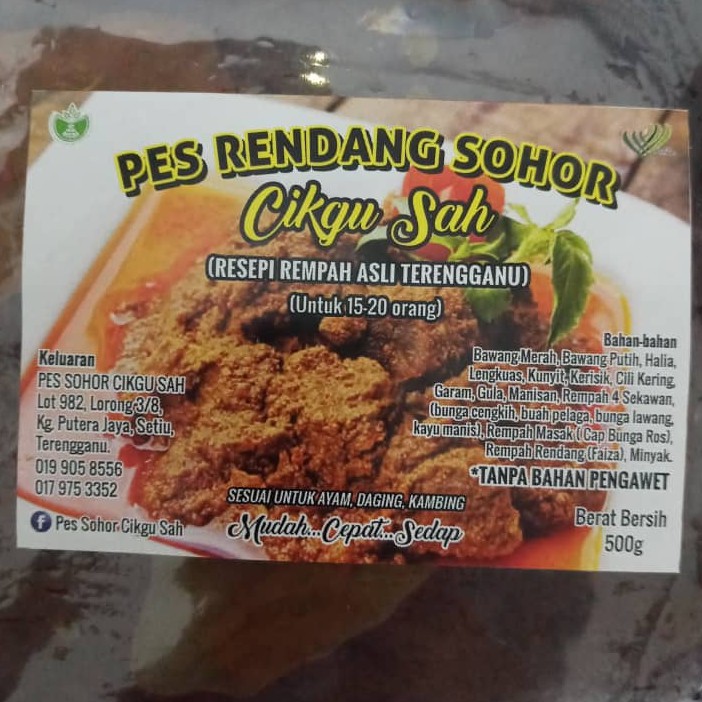 PES RENDANG SOHOR
Cikgu Sah
(RESEPI REMPAH ASLI TERENGGANU)
(Untuk 15-20 orang)
Keluaran
PES SOHOR CIKGU SAH
Lot 982, Lorong 3/8,
Kg. Putera Jaya, Setiu,
Terengganu.
019 905 8556
017 975 3352
Pes Sohor Cikgu Sah
Bahan-bahan
Bawang Merah, Bawang Putih, Halia,
Lengkuas, Kunyit, Kerisik, Cili Kering,
Garam, Gula, Manisan, Rempah 4 Sekawan,
(bunga cengkih, buah pelaga, bunga lawang,
kayu manis), Rempah Masak ( Cap Bunga Ros),
Rempah Rendang (Faiza), Minyak.
*TANPA BAHAN PENGAWET
SESUAI UNTUK AYAM, DAGING, KAMBING
Mudah...Cepat...Sedap
Berat Bersih
500g